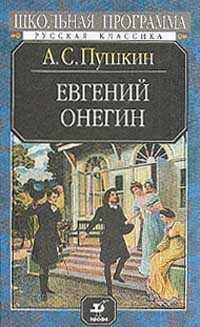 ШКОЛЬНАЯ ПРОГРАММА
РУССКАЯ КЛАССИКА
А.С.Пушкин
ЕВГЕНИЙ
ОНЕГИН
дрофа